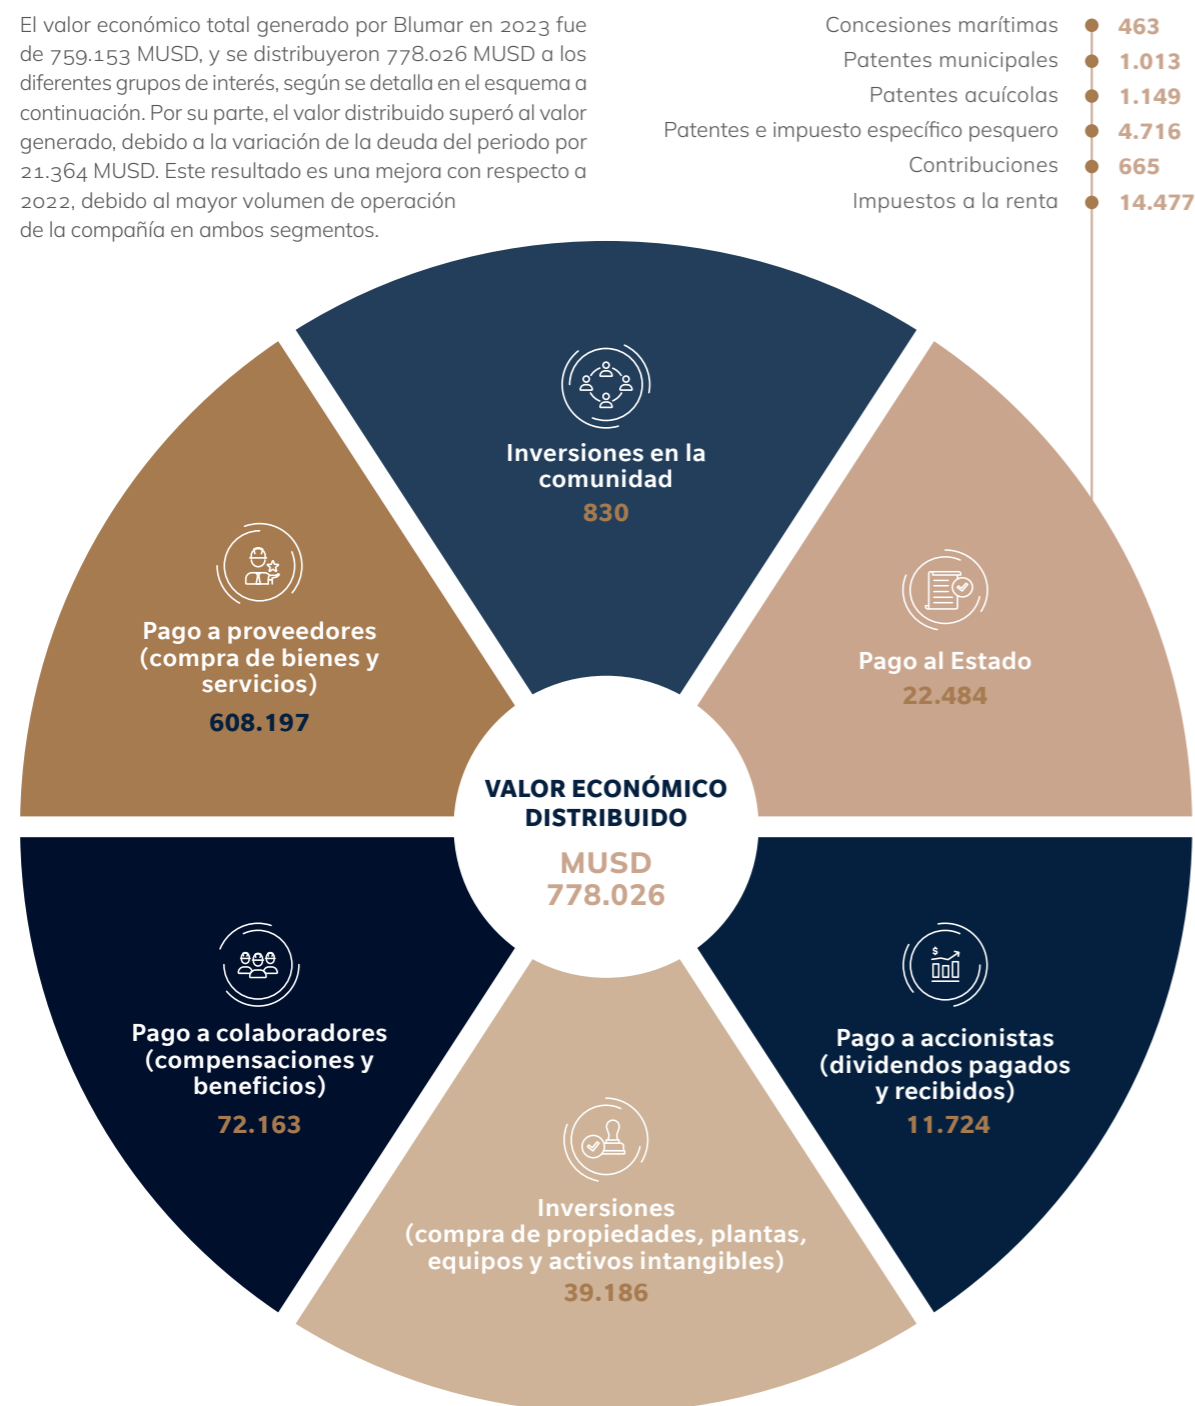 El valor económico total generado por Blumar en 2023 fue
de 759.153 MUSD, y se distribuyeron 778.026 MUSD a los
diferentes grupos de interés, según se detalla en el esquema a
continuación. Por su parte, el valor distribuido superó al valor
generado, debido a la variación de la deuda del periodo por
21.364 MUSD. Este resultado es una mejora con respecto a
2022, debido al mayor volumen de operación
de la compañía en ambos segmentos.
Concesiones marítimas 463
Patentes municipales 1.013
Patentes acuícolas 1.149
Patentes e impuesto específico pesquero 4.716
Contribuciones 665
Impuestos a la renta 14.477
Inversiones en la
comunidad
830
Pago a proveedores
(compra de bienes y
servicios)
608.197
Pago al Estado
22.484
VALOR ECONÓMICO
DISTRIBUIDO
MUSD
778.026
Pago a colaboradores
(compensaciones y
beneficios)
72.163
$
Pago a accionistas
(dividendos pagados
y recibidos)
11.724
Inversiones
(compra de propiedades, plantas,
equipos y activos intangibles)
39.186